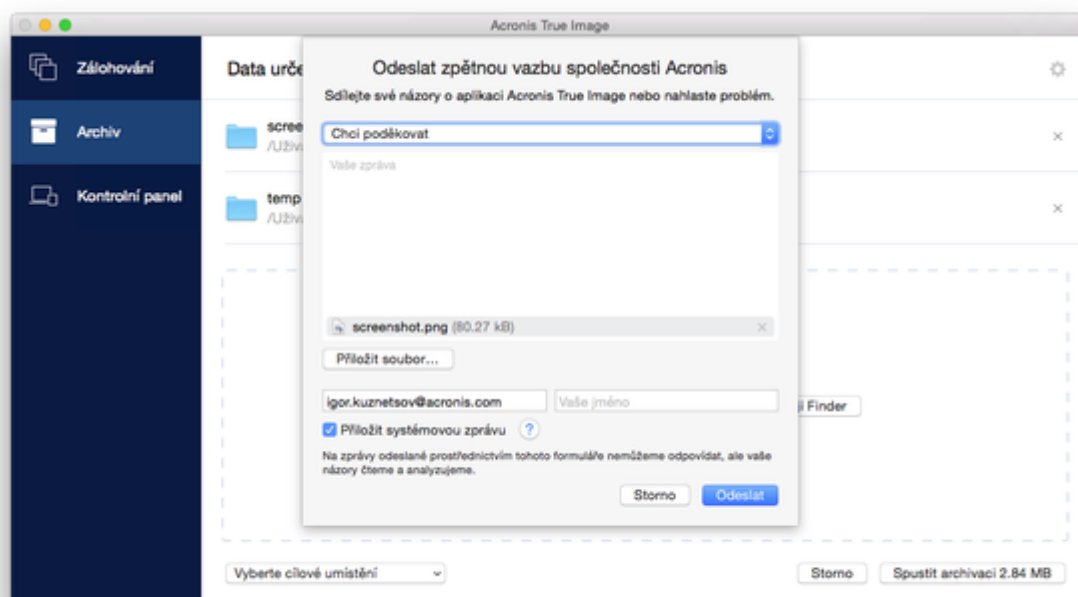 Acronis True Image
Zálohování
Archiv
Kontrolní panel
Data urče
scree
/Uživ
temp
/Uživ
Odeslat zpětnou vazbu společnosti Acronis
Sdílejte své názory o aplikaci Acronis True Image nebo nahlaste problém.
Chci poděkovat
Vaše zpráva
screenshot.png (80.27 kB)
Přiložit soubor...
igor.kuznetsov@acronis.com Vaše jméno
Přiložit systémovou zprávu ?
Na zprávy odeslané prostřednictvím tohoto formuláře nemůžeme odpovídat, ale vaše
názory čteme a analyzujeme.
Storno Odeslat
ji Finder
Vyberte cílové umístění
Storno Spustit archivaci 2.84 MB